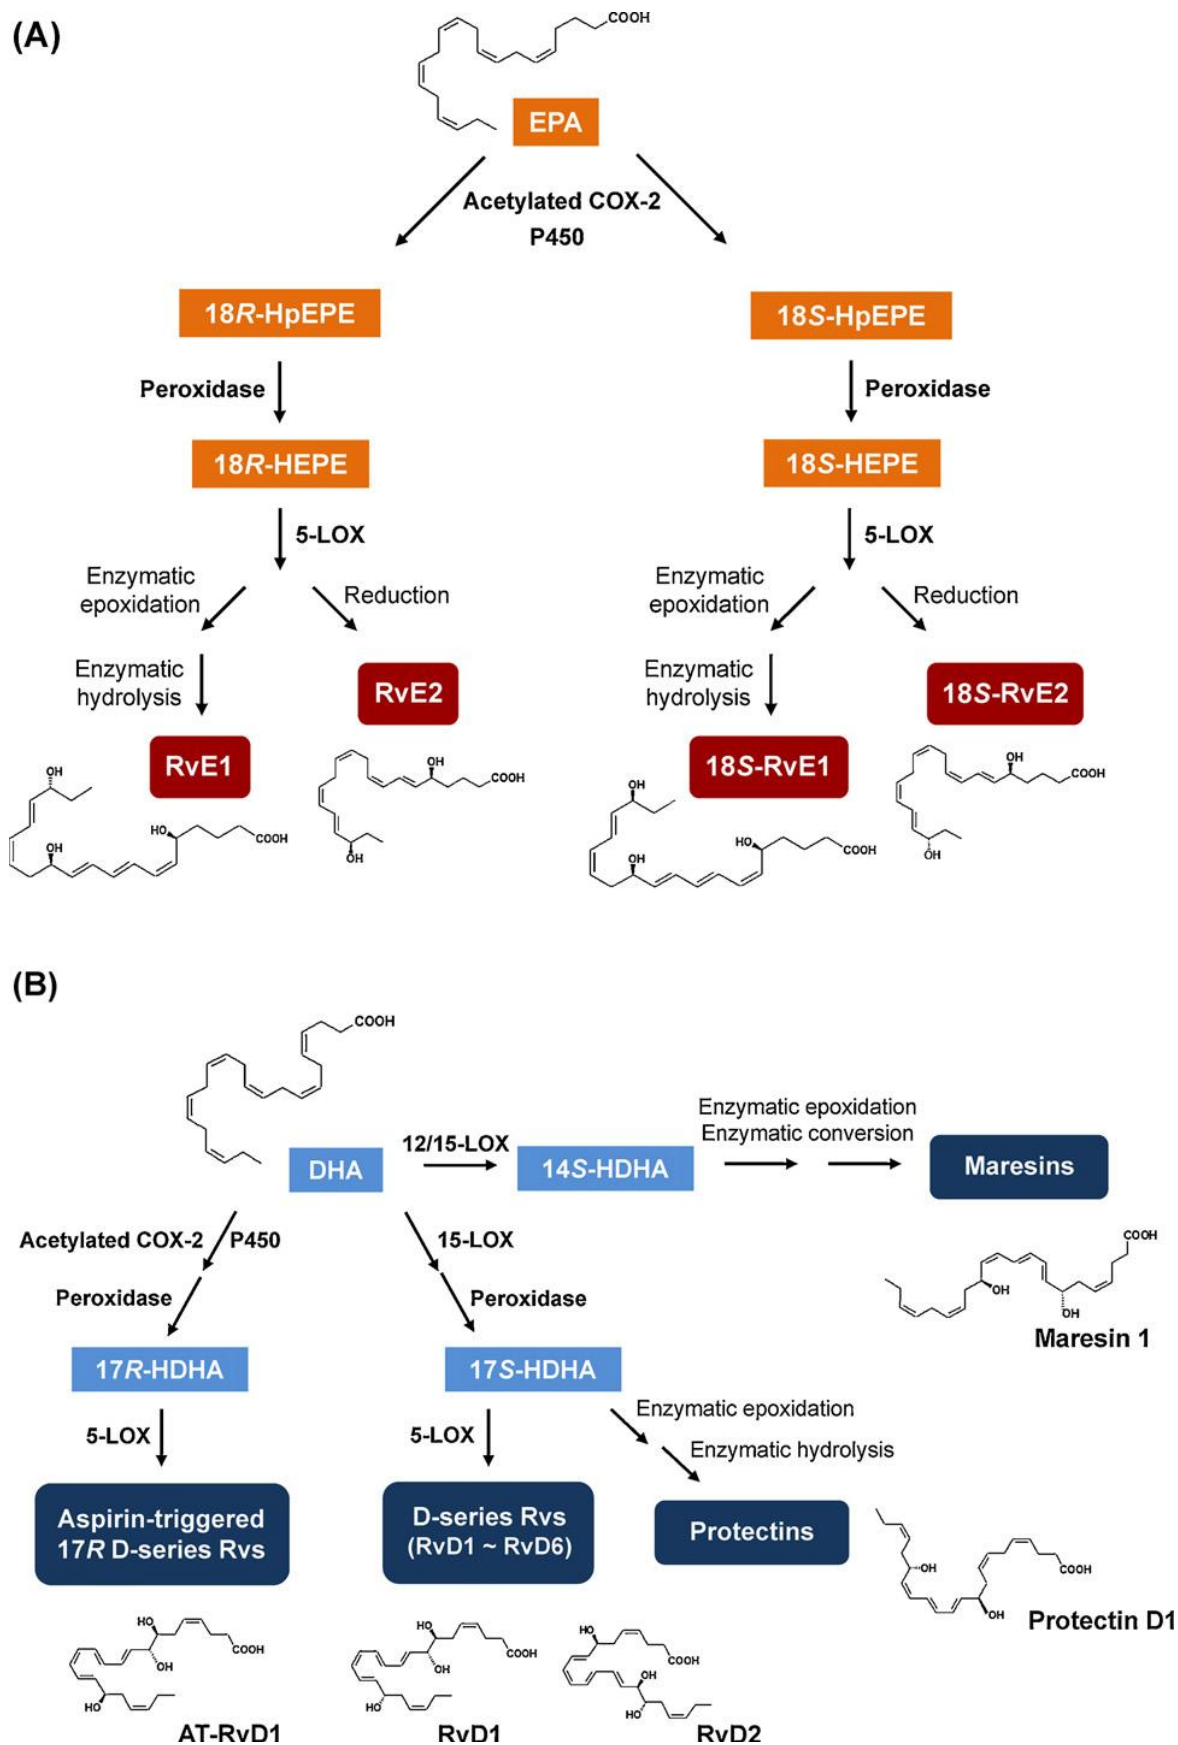 (A)
COOH
EPA
Acetylated COX-2
P450
18R-HpEPE
18S-HpEPE
Peroxidase
Peroxidase
18R-HEPE
18S-HEPE
5-LOX
5-LOX
Enzymatic
epoxidation
Reduction
Enzymatic
epoxidation
Reduction
Enzymatic
hydrolysis
RvE2
Enzymatic
hydrolysis
18S-RvE2
RvE1
18S-RvE1
OH
OH
HO
COOH
OH
COOH
OH
OH
OH
HO
COOH
OH
COOH
OH
(B)
COOH
DHA
12/15-LOX
14S-HDHA
Enzymatic epoxidation
Enzymatic conversion
Maresins
COOH
OH
OH
Maresin 1
Acetylated COX-2
P450
15-LOX
Peroxidase
Peroxidase
17R-HDHA
17S-HDHA
5-LOX
5-LOX
Enzymatic epoxidation
Enzymatic hydrolysis
Aspirin-triggered
17R D-series Rvs
D-series Rvs
(RvD1 ~ RvD6)
Protectins
OH
COOH
OH
Protectin D1
HO
COOH
OH
HO
AT-RvD1
HO
COOH
OH
HO
RvD1
HO
COOH
OH
HO
RvD2